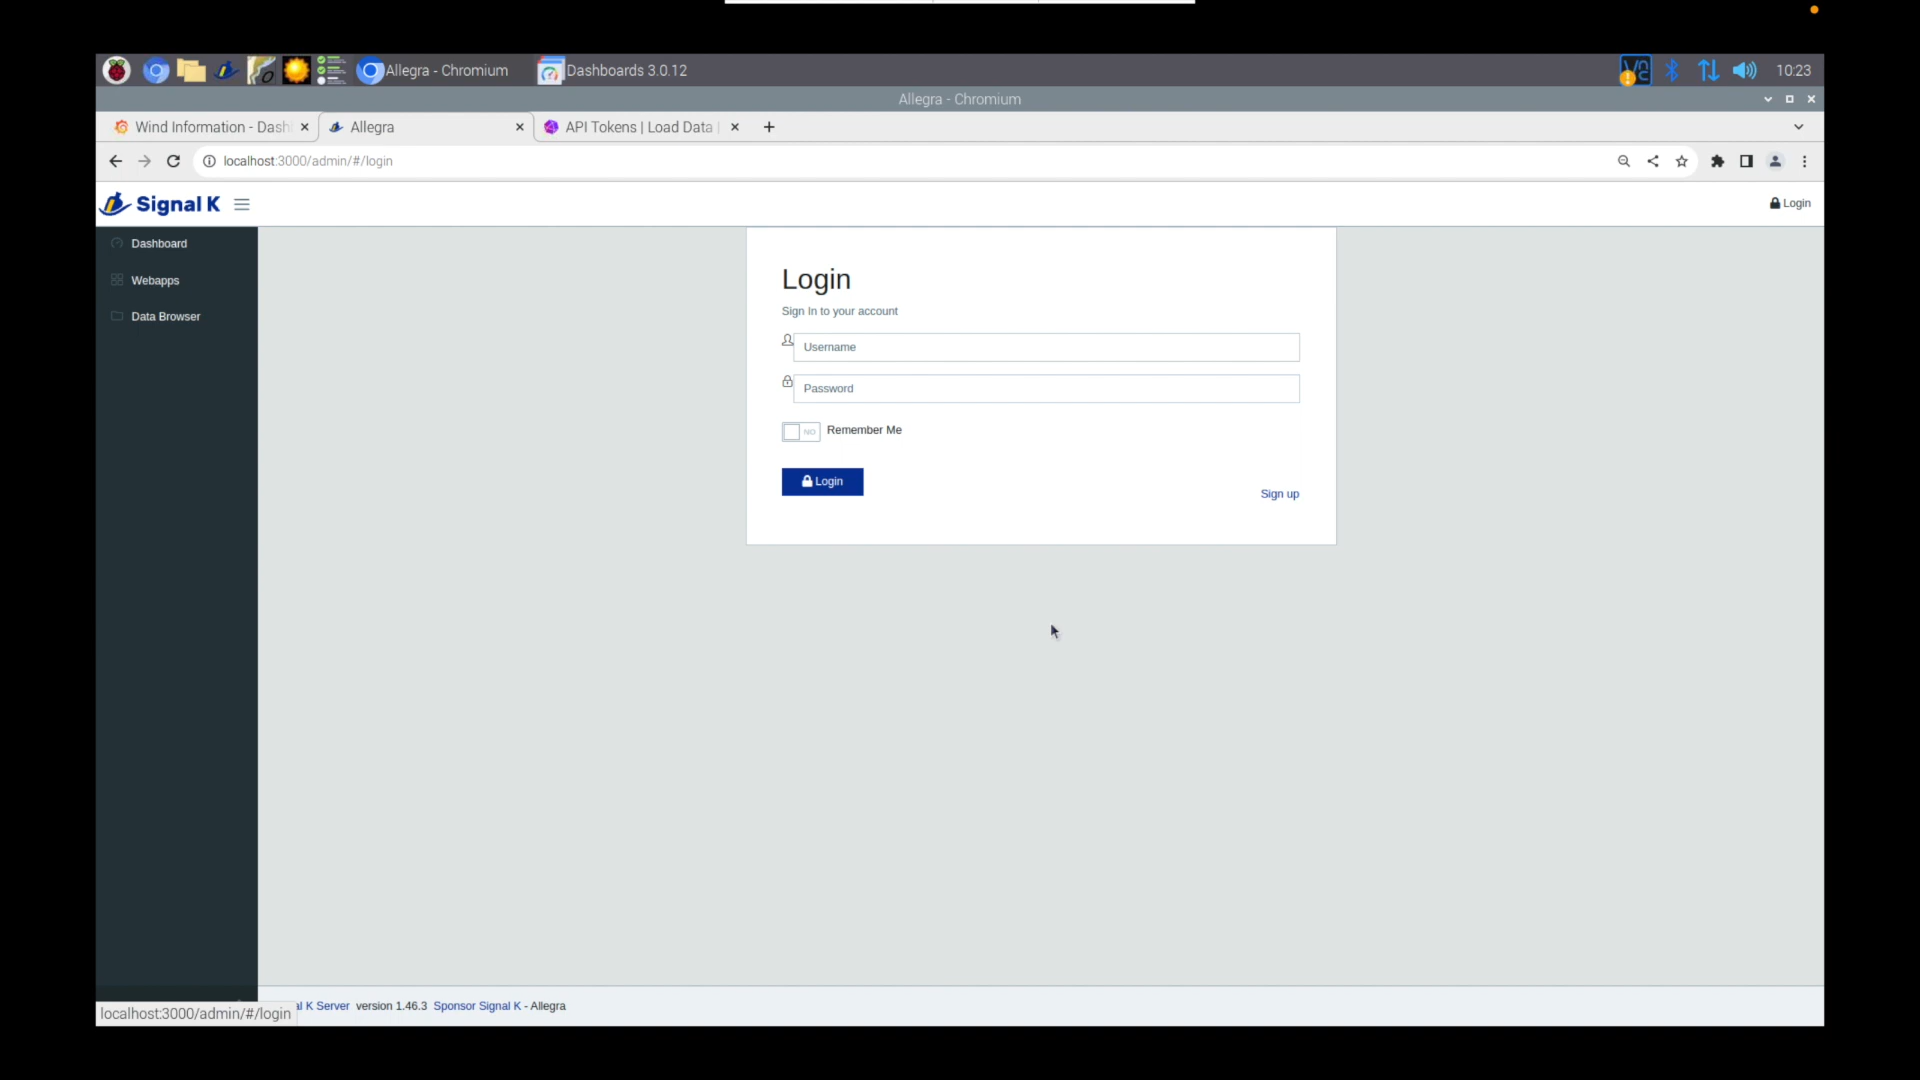 Allegra - Chromium
Dashboards 3.0.12
10:23
Allegra - Chromium
Wind Information - Dash
Allegra
API Tokens | Load Data |
localhost:3000/admin/#/login
Signal K
Login
Dashboard
Webapps
Data Browser
Login
Sign In to your account
Username
Password
NO
Remember Me
Login
Sign up
al K Server version 1.46.3 Sponsor Signal K - Allegra
localhost:3000/admin/#/login